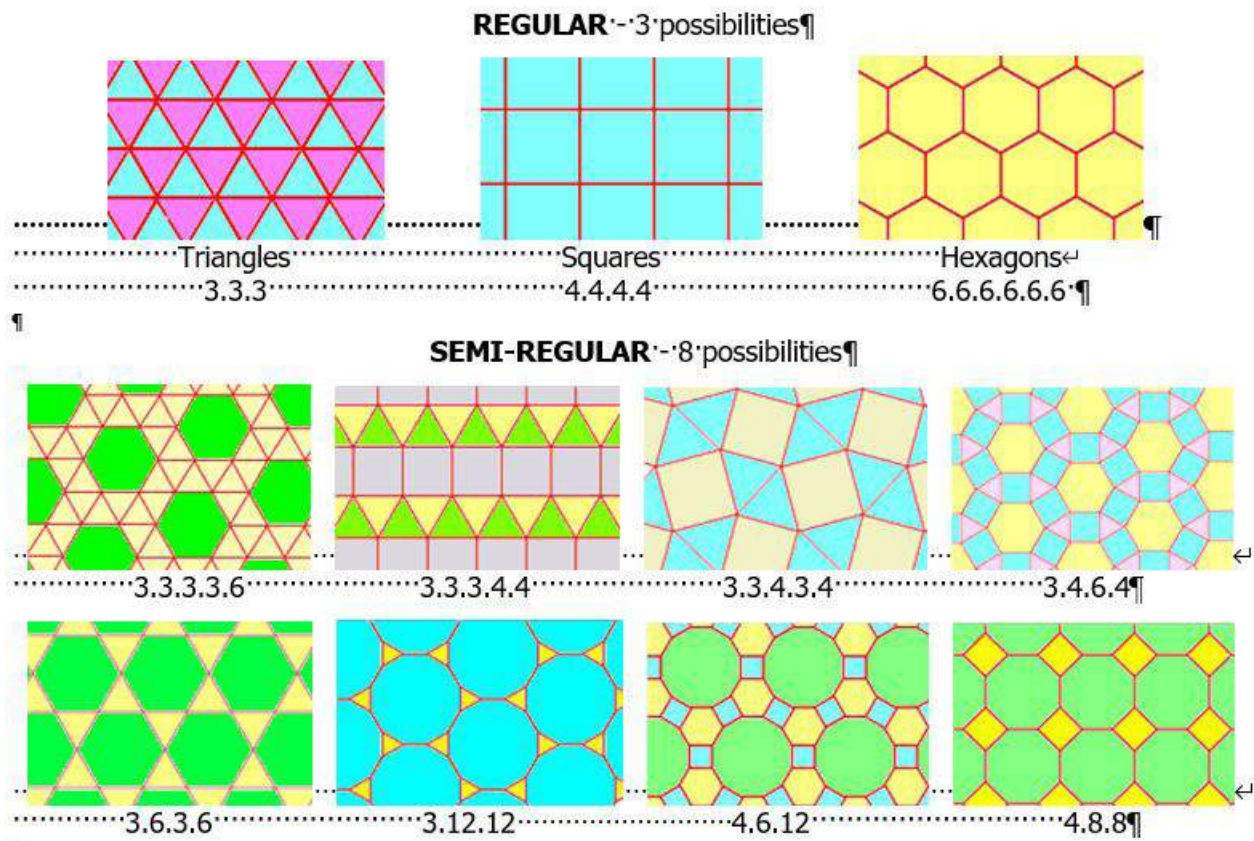 REGULAR - 3 possibilities¶
Triangles Squares Hexagons↵
3.3.3 4.4.4.4 6.6.6.6.6.6 ¶
¶
SEMI-REGULAR - 8 possibilities¶
3.3.3.3.6 3.3.3.4.4 3.3.4.3.4 3.4.6.4¶
3.6.3.6 3.12.12 4.6.12 4.8.8¶